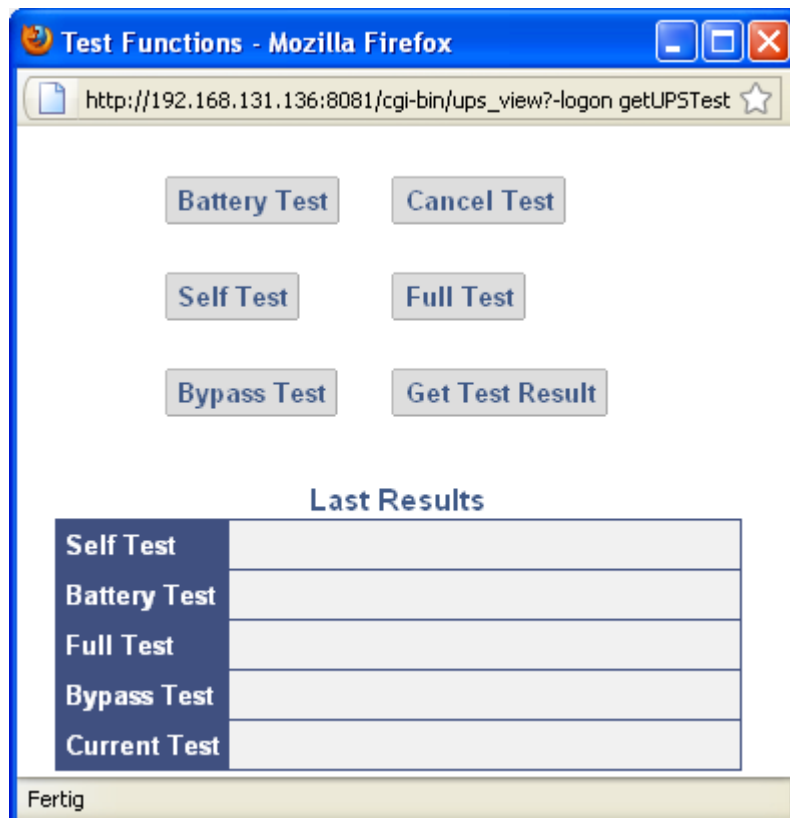 Test Functions - Mozilla Firefox
http://192.168.131.136:8081/cgi-bin/ups_view?-logon getUPSTest
Battery Test Cancel Test
Self Test Full Test
Bypass Test Get Test Result
Last Results
Self Test
Battery Test
Full Test
Bypass Test
Current Test
Fertig